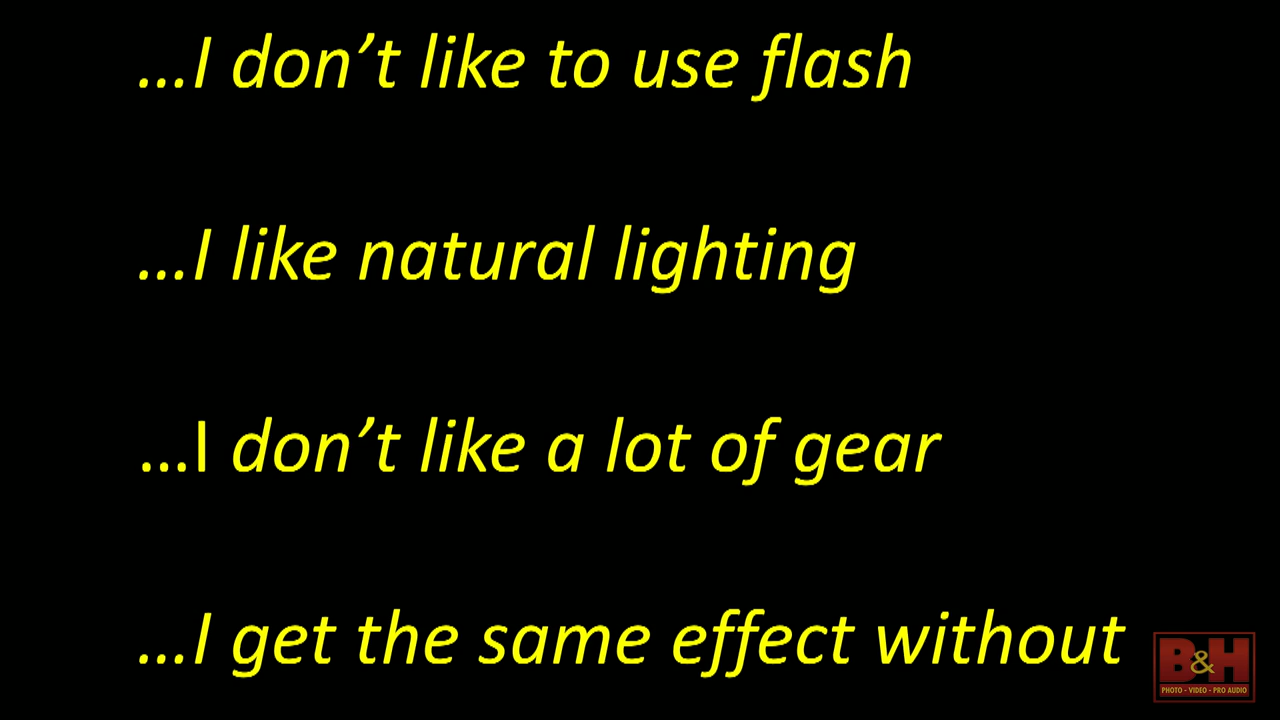 ...I don’t like to use flash
...I like natural lighting
...I don’t like a lot of gear
...I get the same effect without
B&H
PHOTO - VIDEO - PRO AUDIO